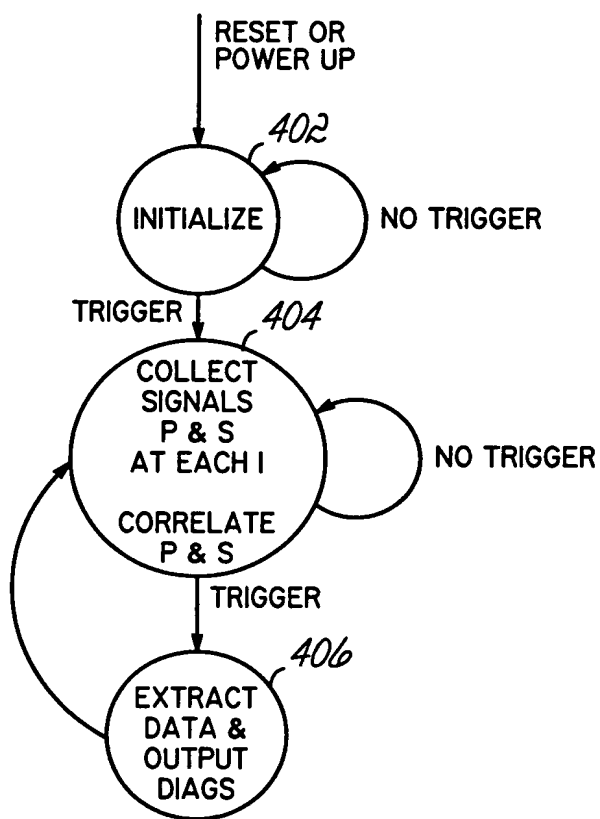 RESET OR
POWER UP
402
INITIALIZE
NO TRIGGER
TRIGGER
404
COLLECT
SIGNALS
P & S
AT EACH I
CORRELATE
P & S
NO TRIGGER
TRIGGER
406
EXTRACT
DATA &
OUTPUT
DIAGS